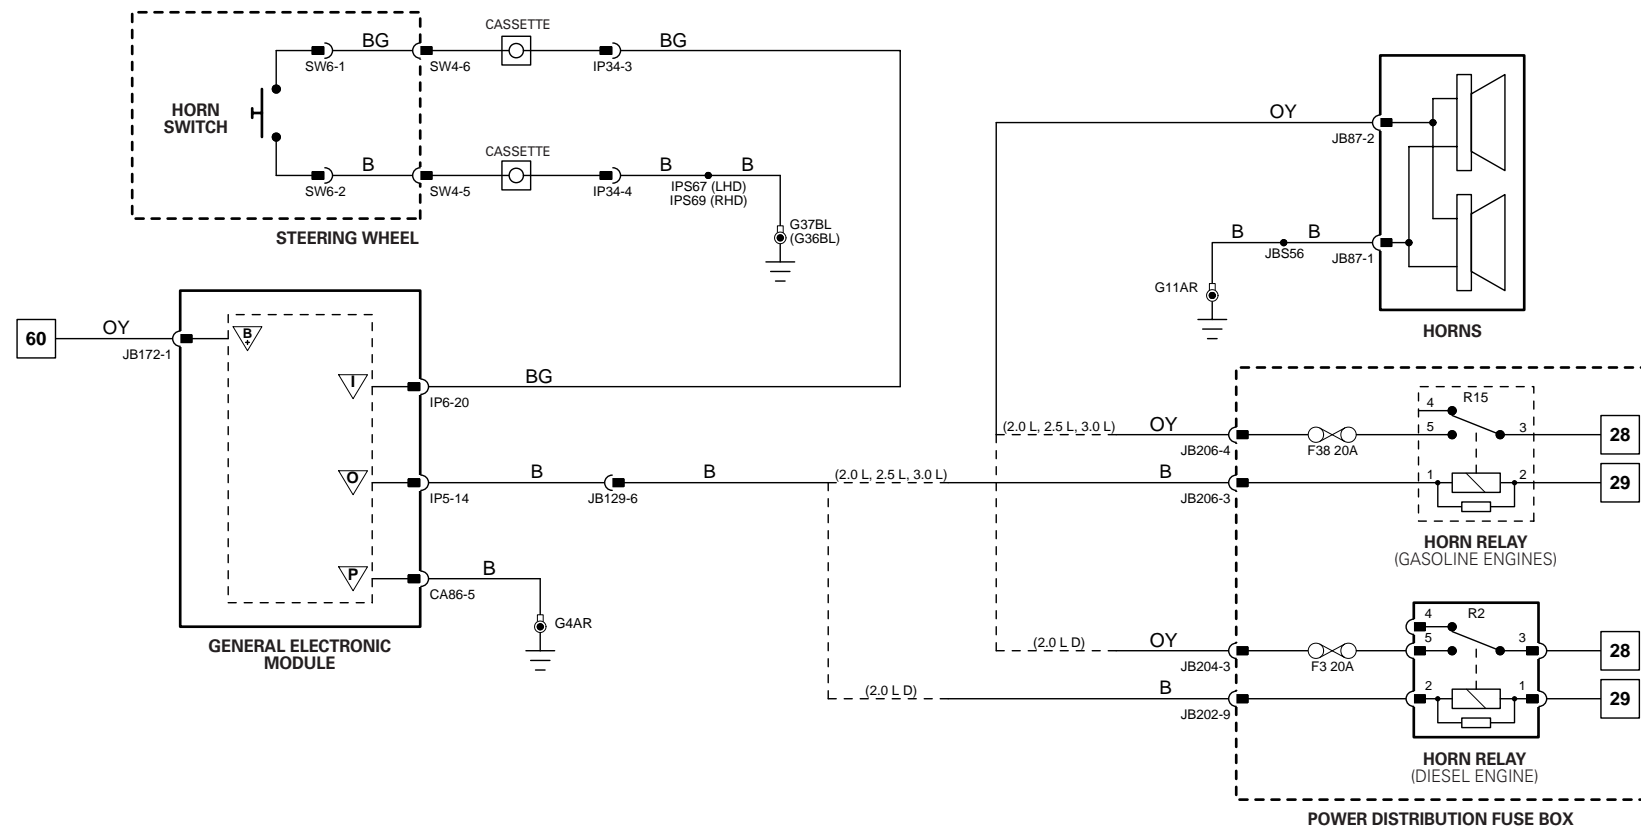 CASSETTE
BG
BG
SW6-1
SW4-6
IP34-3
HORN
SWITCH
CASSETTE
B
B
B
SW6-2
SW4-5
IP34-4
IPS67 (LHD)
IPS69 (RHD)
G37BL
(G36BL)
STEERING WHEEL
OY
JB87-2
B
B
JBS56
JB87-1
G11AR
HORNS
60
OY
JB172-1
B
+
I
BG
IP6-20
O
B
B
IP5-14
JB129-6
P
B
CA86-5
G4AR
GENERAL ELECTRONIC
MODULE
(2.0 L, 2.5 L, 3.0 L)
OY
JB206-4
F38 20A
4
R15
5
3
28
(2.0 L, 2.5 L, 3.0 L)
B
JB206-3
1
2
29
HORN RELAY
(GASOLINE ENGINES)
(2.0 L D)
OY
JB204-3
F3 20A
4
R2
5
3
28
(2.0 L D)
B
JB202-9
2
1
29
HORN RELAY
(DIESEL ENGINE)
POWER DISTRIBUTION FUSE BOX